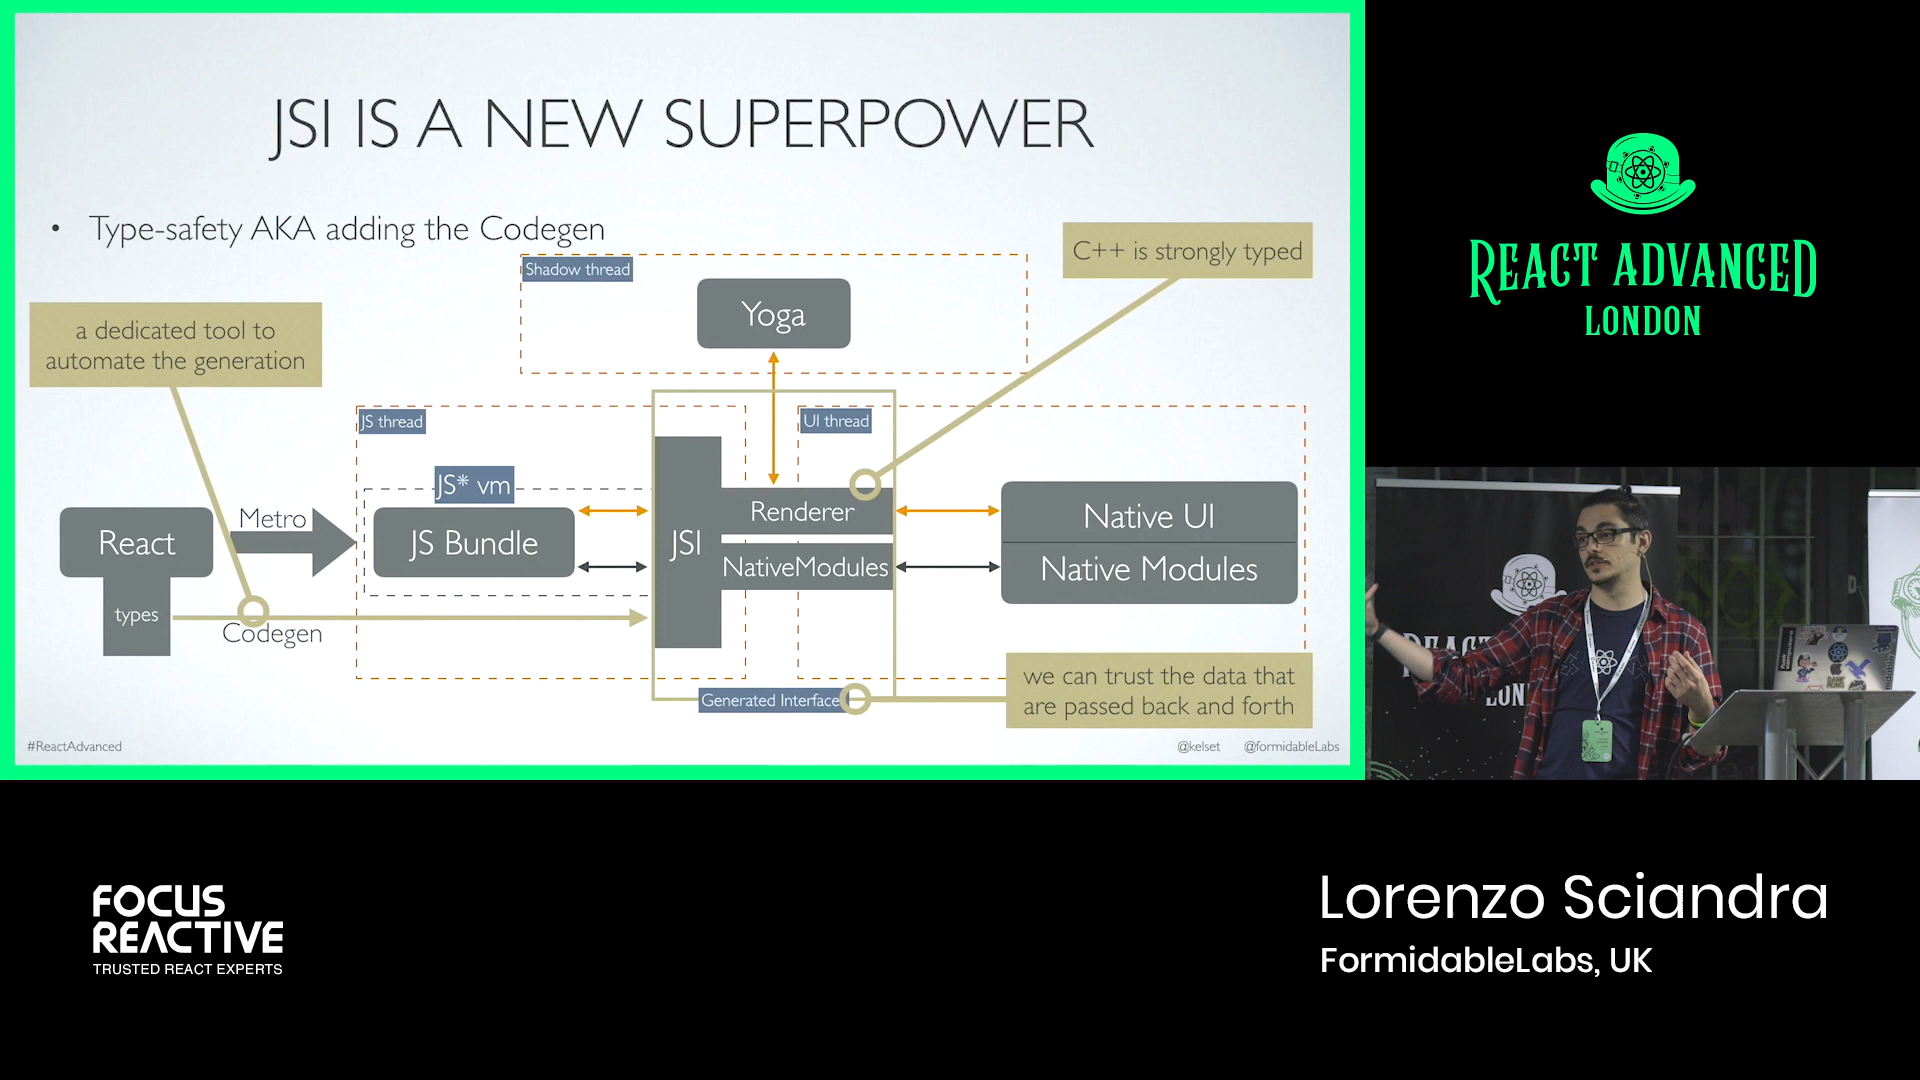 JSI IS A NEW SUPERPOWER
• Type-safety AKA adding the Codegen
C++ is strongly typed
Shadow thread
Yoga
a dedicated tool to
automate the generation
JS thread
UI thread
JS* vm
Metro
React
JS Bundle
JSI
Renderer
NativeModules
Native UI
Native Modules
types
Codegen
Generated Interface
we can trust the data that
are passed back and forth
#ReactAdvanced
@kelset
@formidableLabs
REACT ADVANCED
LONDON
FOCUS
REACTIVE
TRUSTED REACT EXPERTS
Lorenzo Sciandra
FormidableLabs, UK